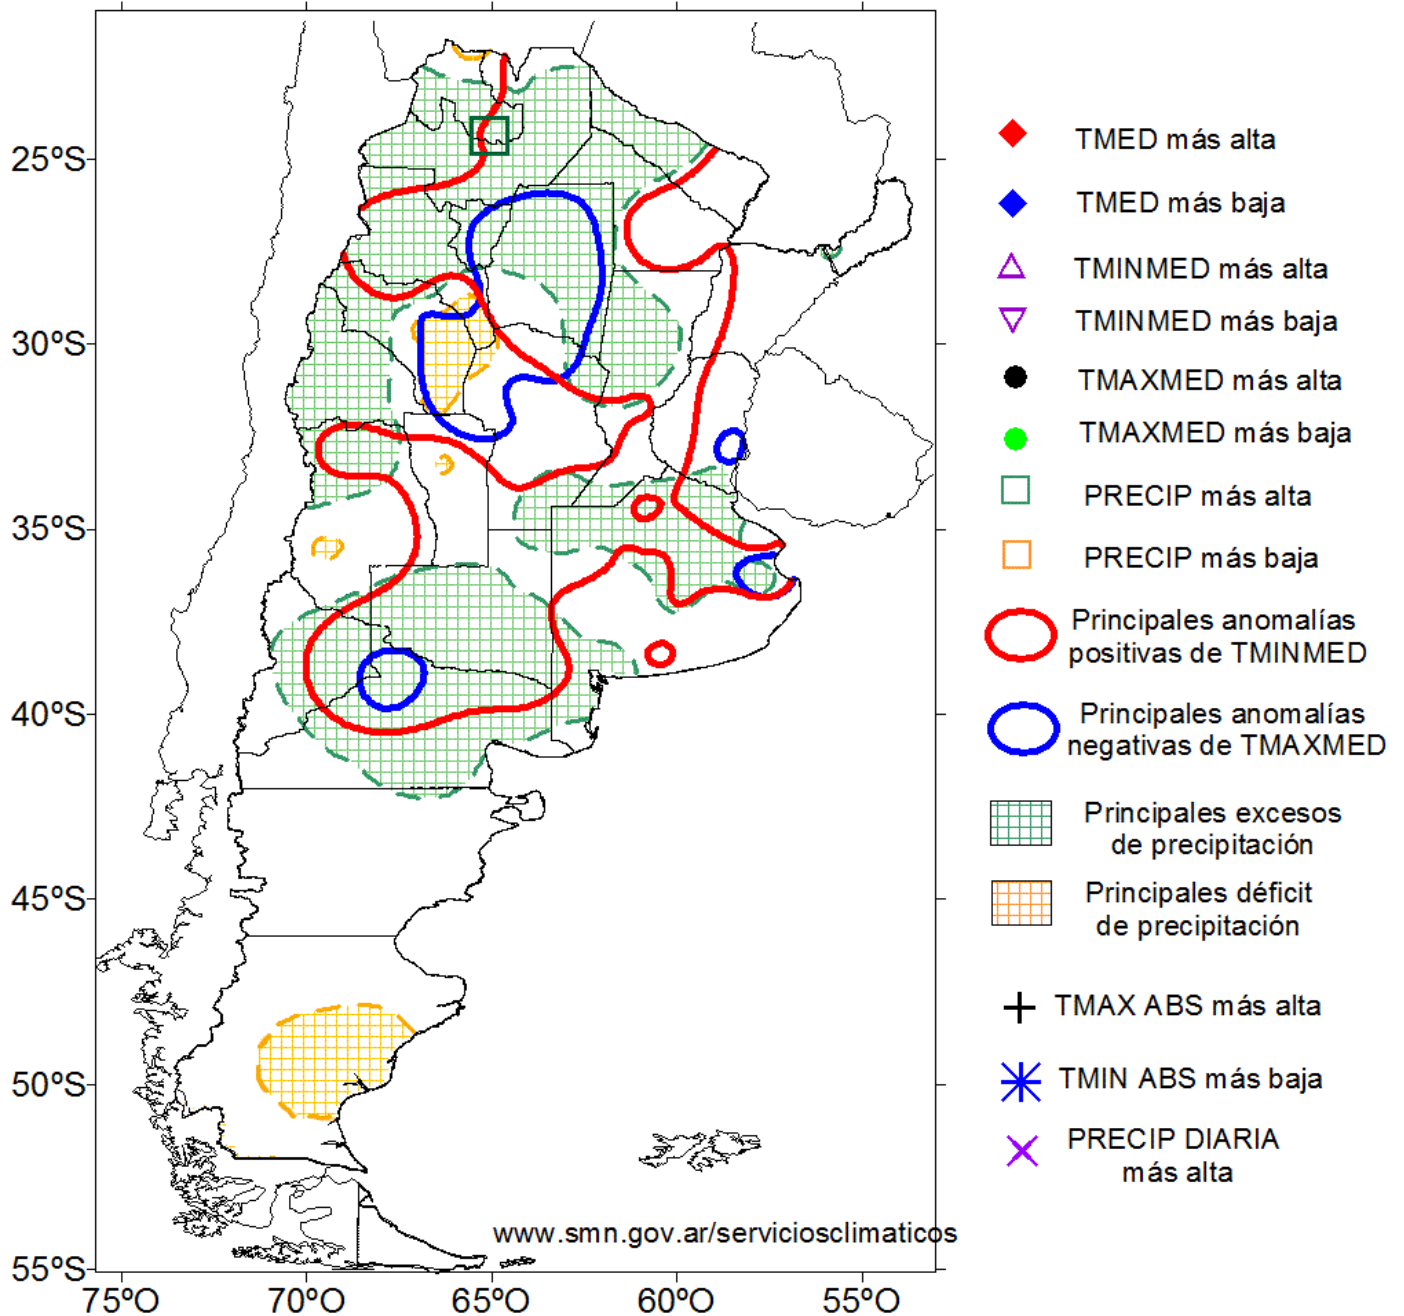 25ºS
30ºS
35ºS
40ºS
45ºS
50ºS
55ºS
75ºO
70ºO
65ºO
60ºO
55ºO
www.smn.gov.ar/serviciosclimaticos
TMED más alta
TMED más baja
TMINMED más alta
TMINMED más baja
TMAXMED más alta
TMAXMED más baja
PRECIP más alta
PRECIP más baja
Principales anomalías
positivas de TMINMED
Principales anomalías
negativas de TMAXMED
Principales excesos
de precipitación
Principales déficit
de precipitación
TMAX ABS más alta
TMIN ABS más baja
PRECIP DIARIA
más alta